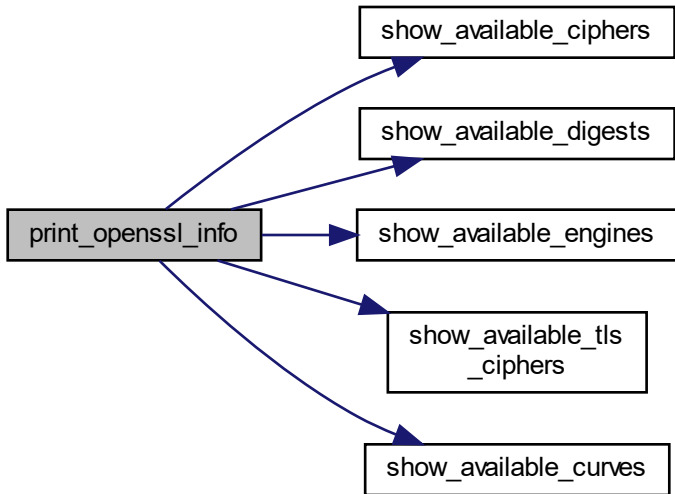 show_available_ciphers
show_available_digests
print_openssl_info
show_available_engines
show_available_tls
_ciphers
show_available_curves